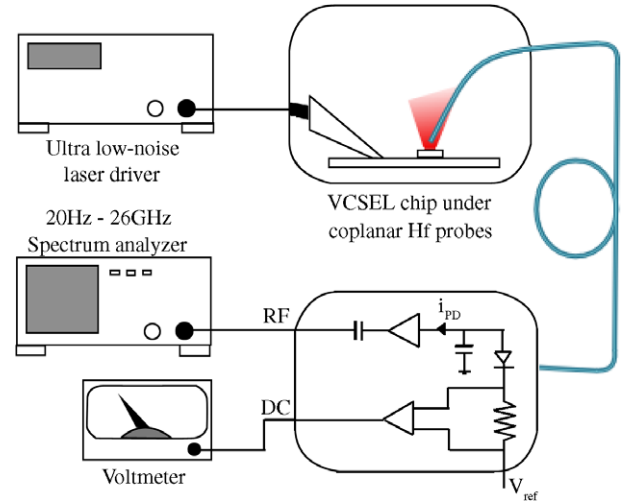 Ultra low-noise
laser driver
VCSEL chip under
coplanar Hf probes
20Hz - 26GHz
Spectrum analyzer
RF
i_PD
DC
Voltmeter
V_ref